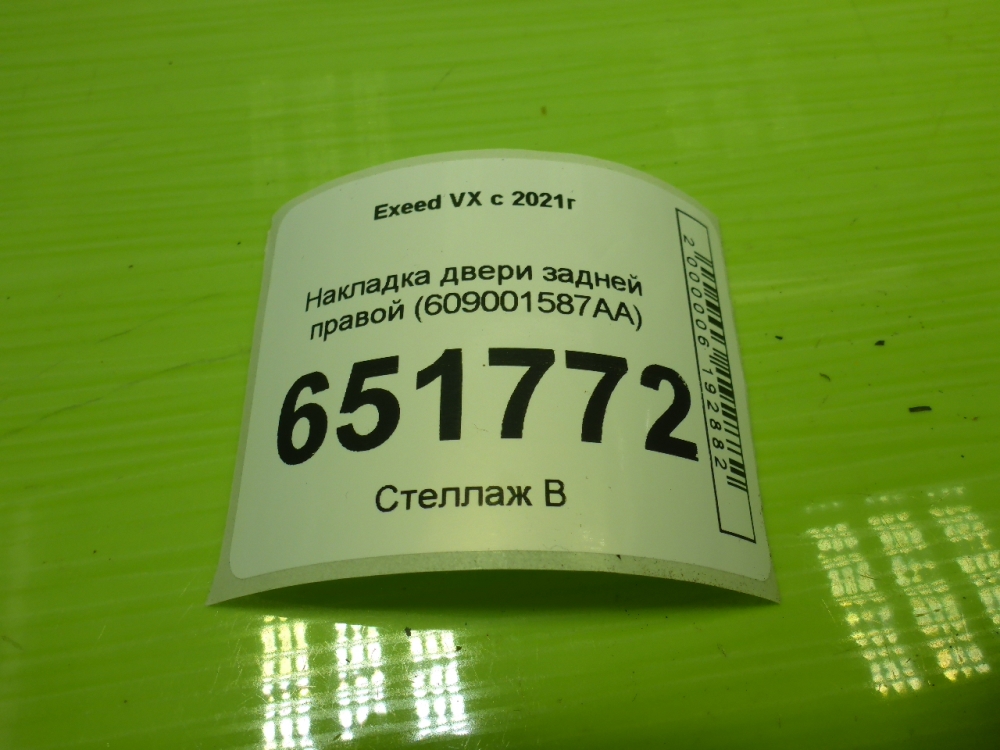 Exeed VX с 2021г
Накладка двери задней
правой (609001587AA)
651772
Стеллаж В
2000006192882